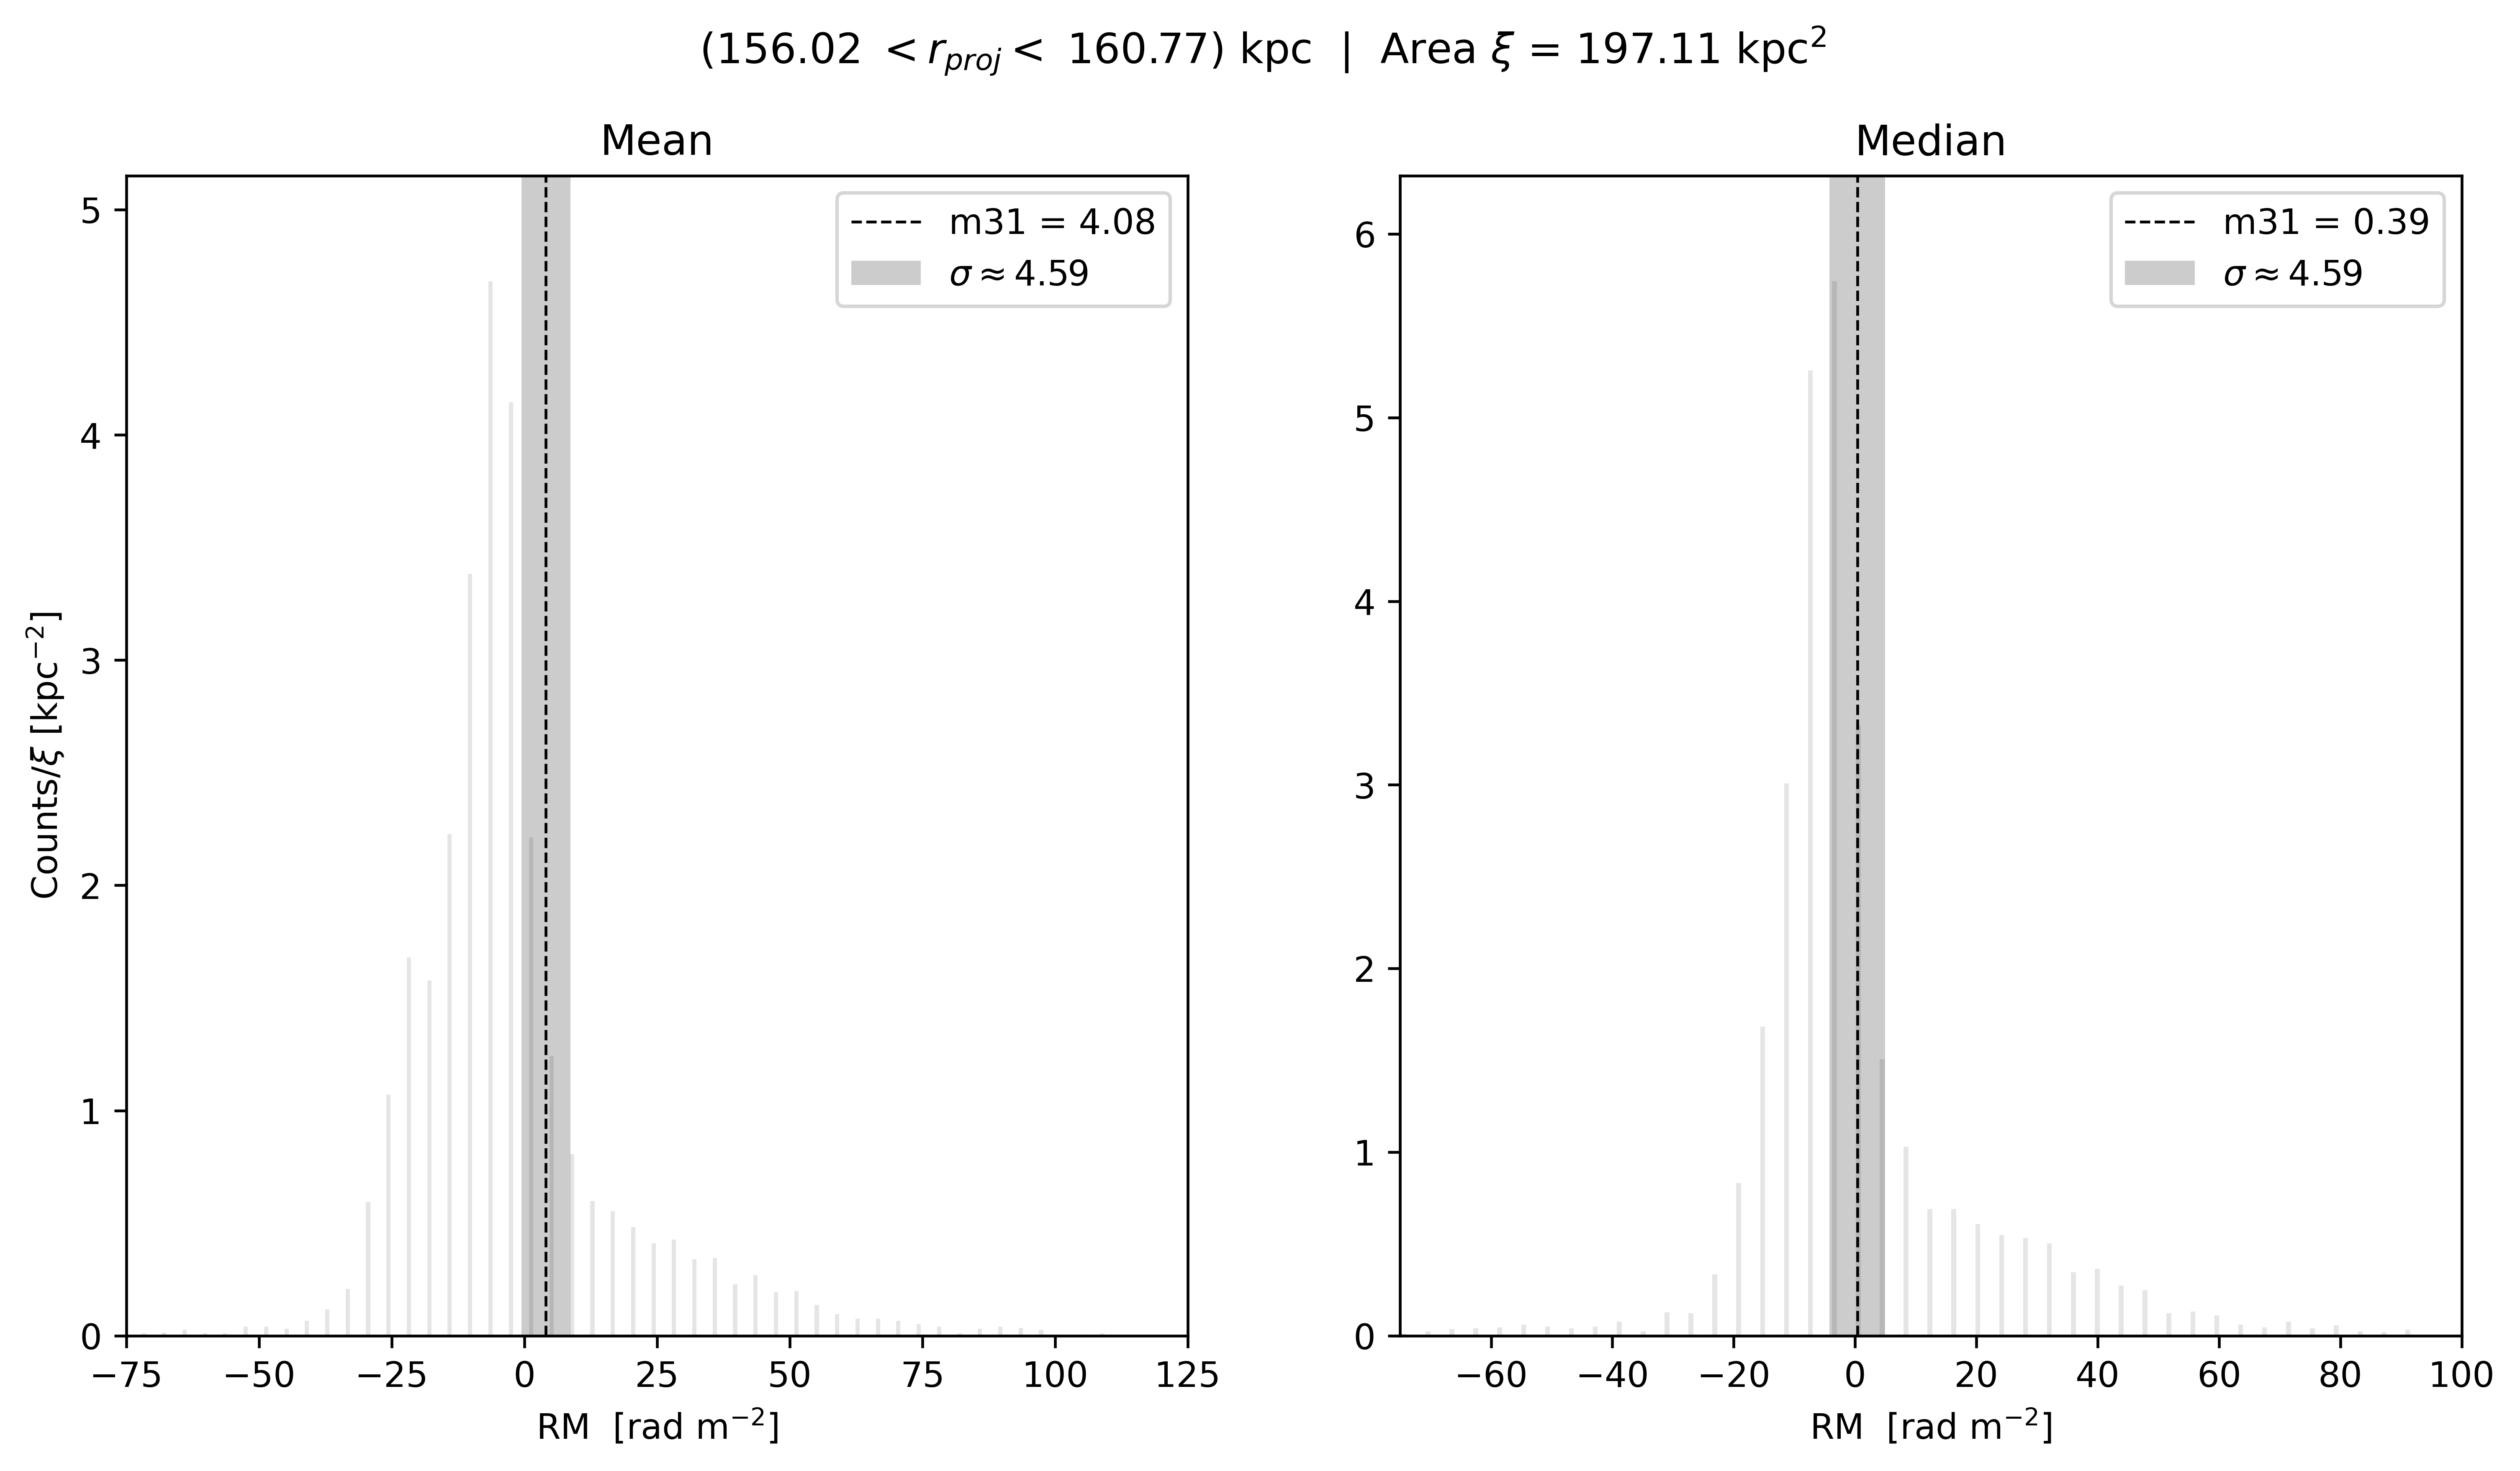 (156.02 < r_proj < 160.77) kpc | Area ξ = 197.11 kpc²
Mean
m31 = 4.08
σ ≈ 4.59
5
4
3
2
1
0
Counts/ξ [kpc⁻²]
−75 −50 −25 0 25 50 75 100 125
RM [rad m⁻²]
Median
m31 = 0.39
σ ≈ 4.59
6
5
4
3
2
1
0
−60 −40 −20 0 20 40 60 80 100
RM [rad m⁻²]